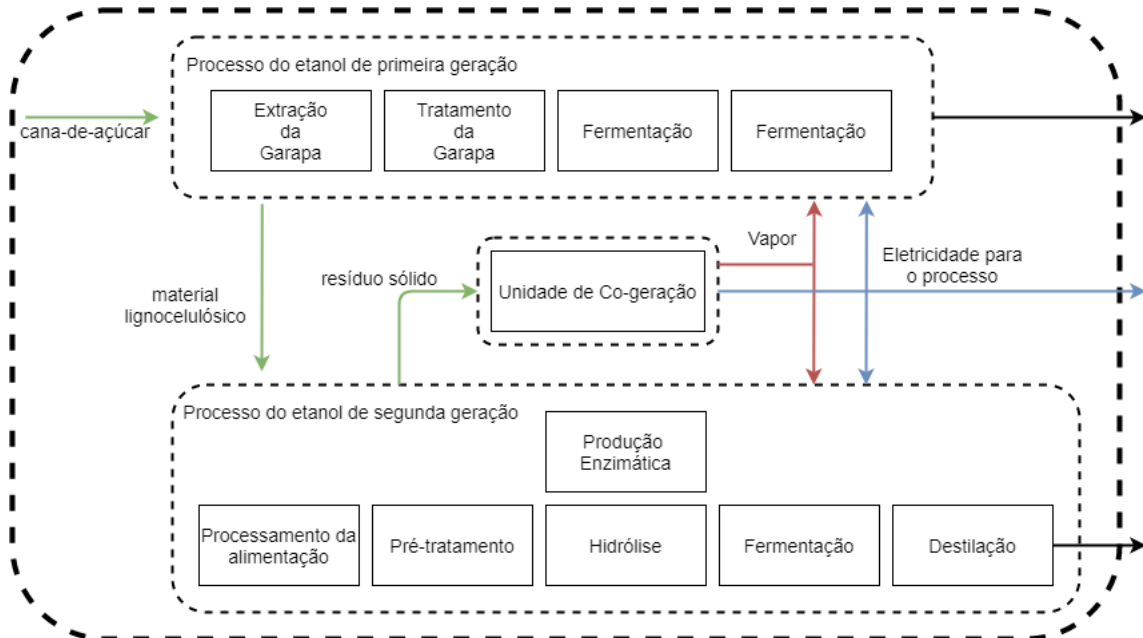 Processo do etanol de primeira geração
cana-de-açúcar
Extração
da
Garapa
Tratamento
da
Garapa
Fermentação
Fermentação
material
lignocelulósico
resíduo sólido
Unidade de Co-geração
Vapor
Eletricidade para
o processo
Processo do etanol de segunda geração
Produção
Enzimática
Processamento da
alimentação
Pré-tratamento
Hidrólise
Fermentação
Destilação